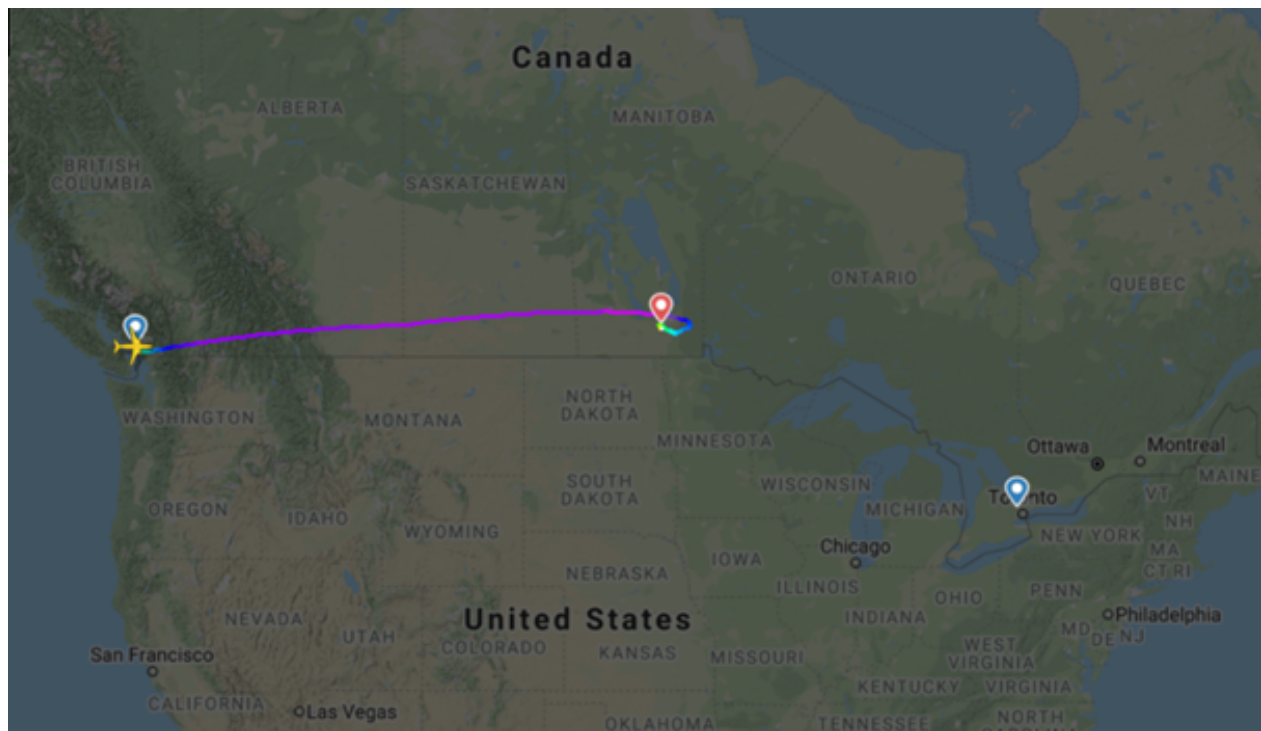 Canada
ALBERTA
MANITOBA
BRITISH
COLUMBIA
SASKATCHEWAN
ONTARIO
QUEBEC
WASHINGTON
MONTANA
NORTH
DAKOTA
MINNESOTA
Ottawa
Montreal
MAINE
SOUTH
DAKOTA
WISCONSIN
MICHIGAN
Toronto
VT
NH
OREGON
IDAHO
WYOMING
NEW YORK
MA
CT RI
Chicago
IOWA
NEBRASKA
ILLINOIS
OHIO
PENN
INDIANA
Philadelphia
NEVADA
United States
MD
DE NJ
UTAH
COLORADO
KANSAS
MISSOURI
WEST
VIRGINIA
San Francisco
KENTUCKY
VIRGINIA
CALIFORNIA
Las Vegas
OKLAHOMA
TENNESSEE
NORTH
CAROLINA